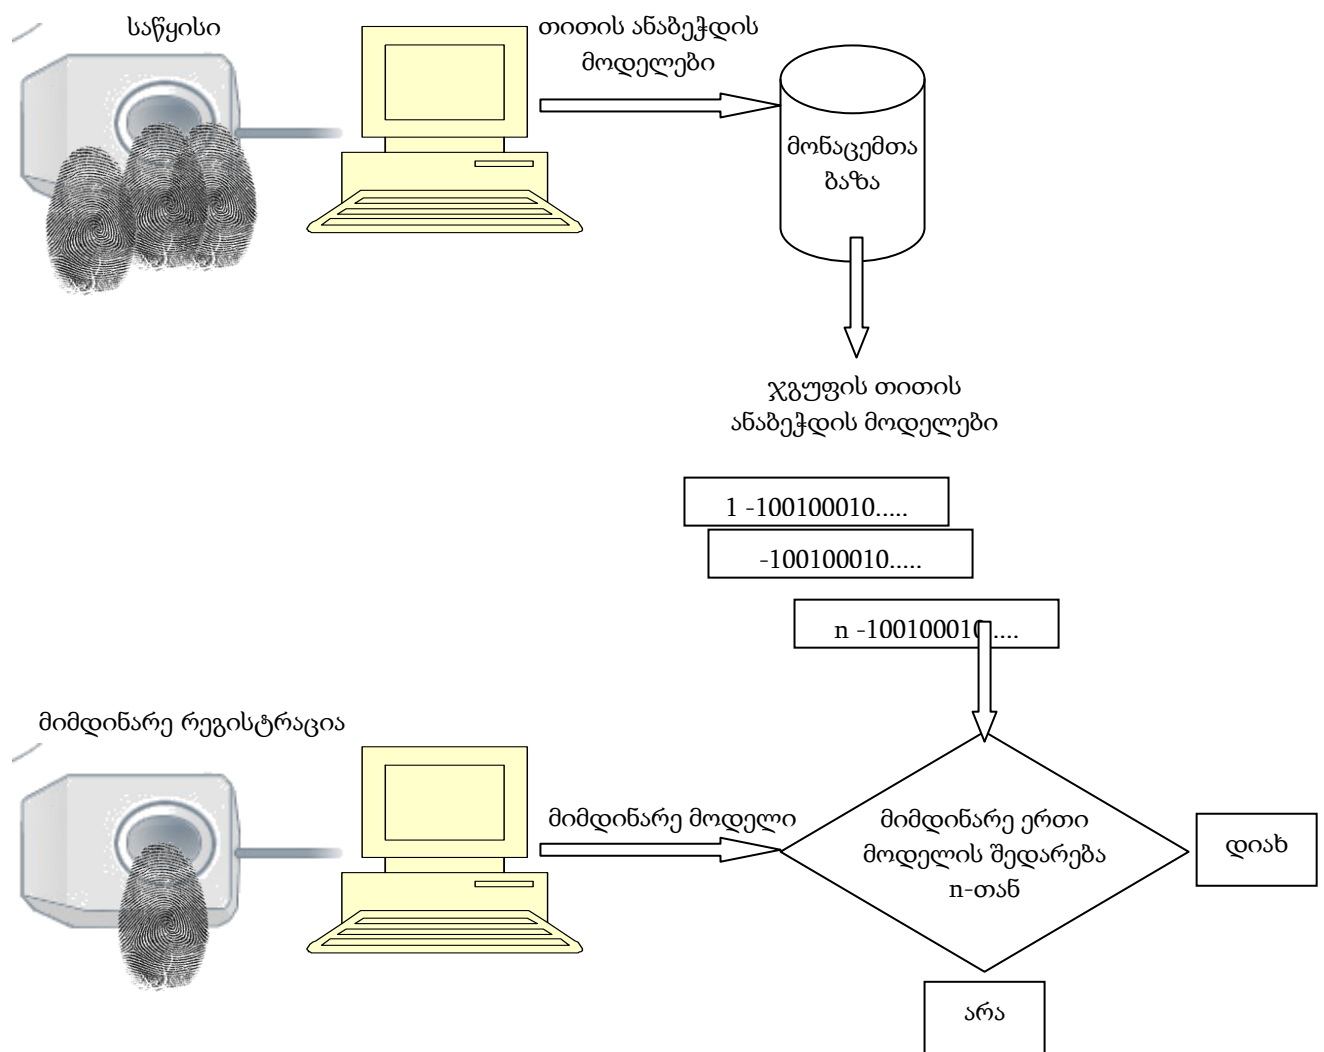 საწყისი
თითის ანაბეჭდის
მოდელები
მონაცემთა
ბაზა
ჯგუფის თითის
ანაბეჭდის მოდელები
1 -100100010.....
-100100010.....
n -100100010.....
მიმდინარე რეგისტრაცია
მიმდინარე მოდელი
მიმდინარე ერთი
მოდელის შედარება
n-თან
დიახ
არა